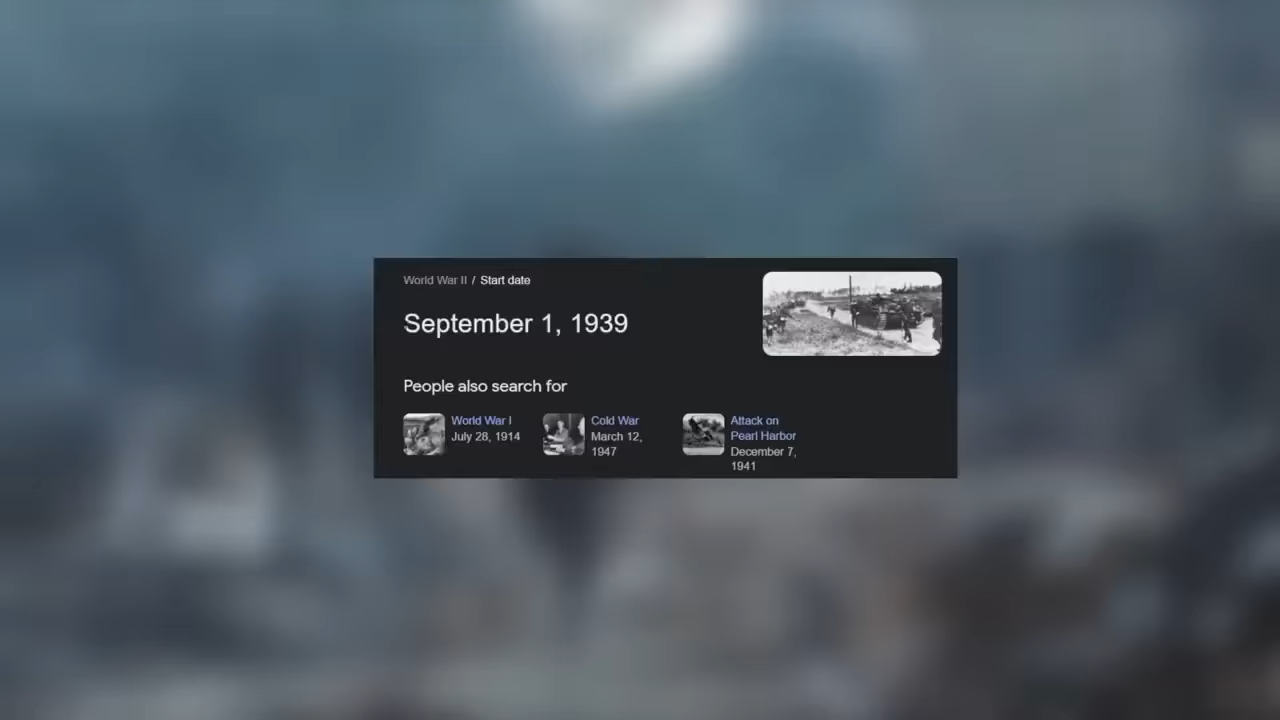 World War II / Start date
September 1, 1939
People also search for
World War I
July 28, 1914
Cold War
March 12,
1947
Attack on
Pearl Harbor
December 7,
1941